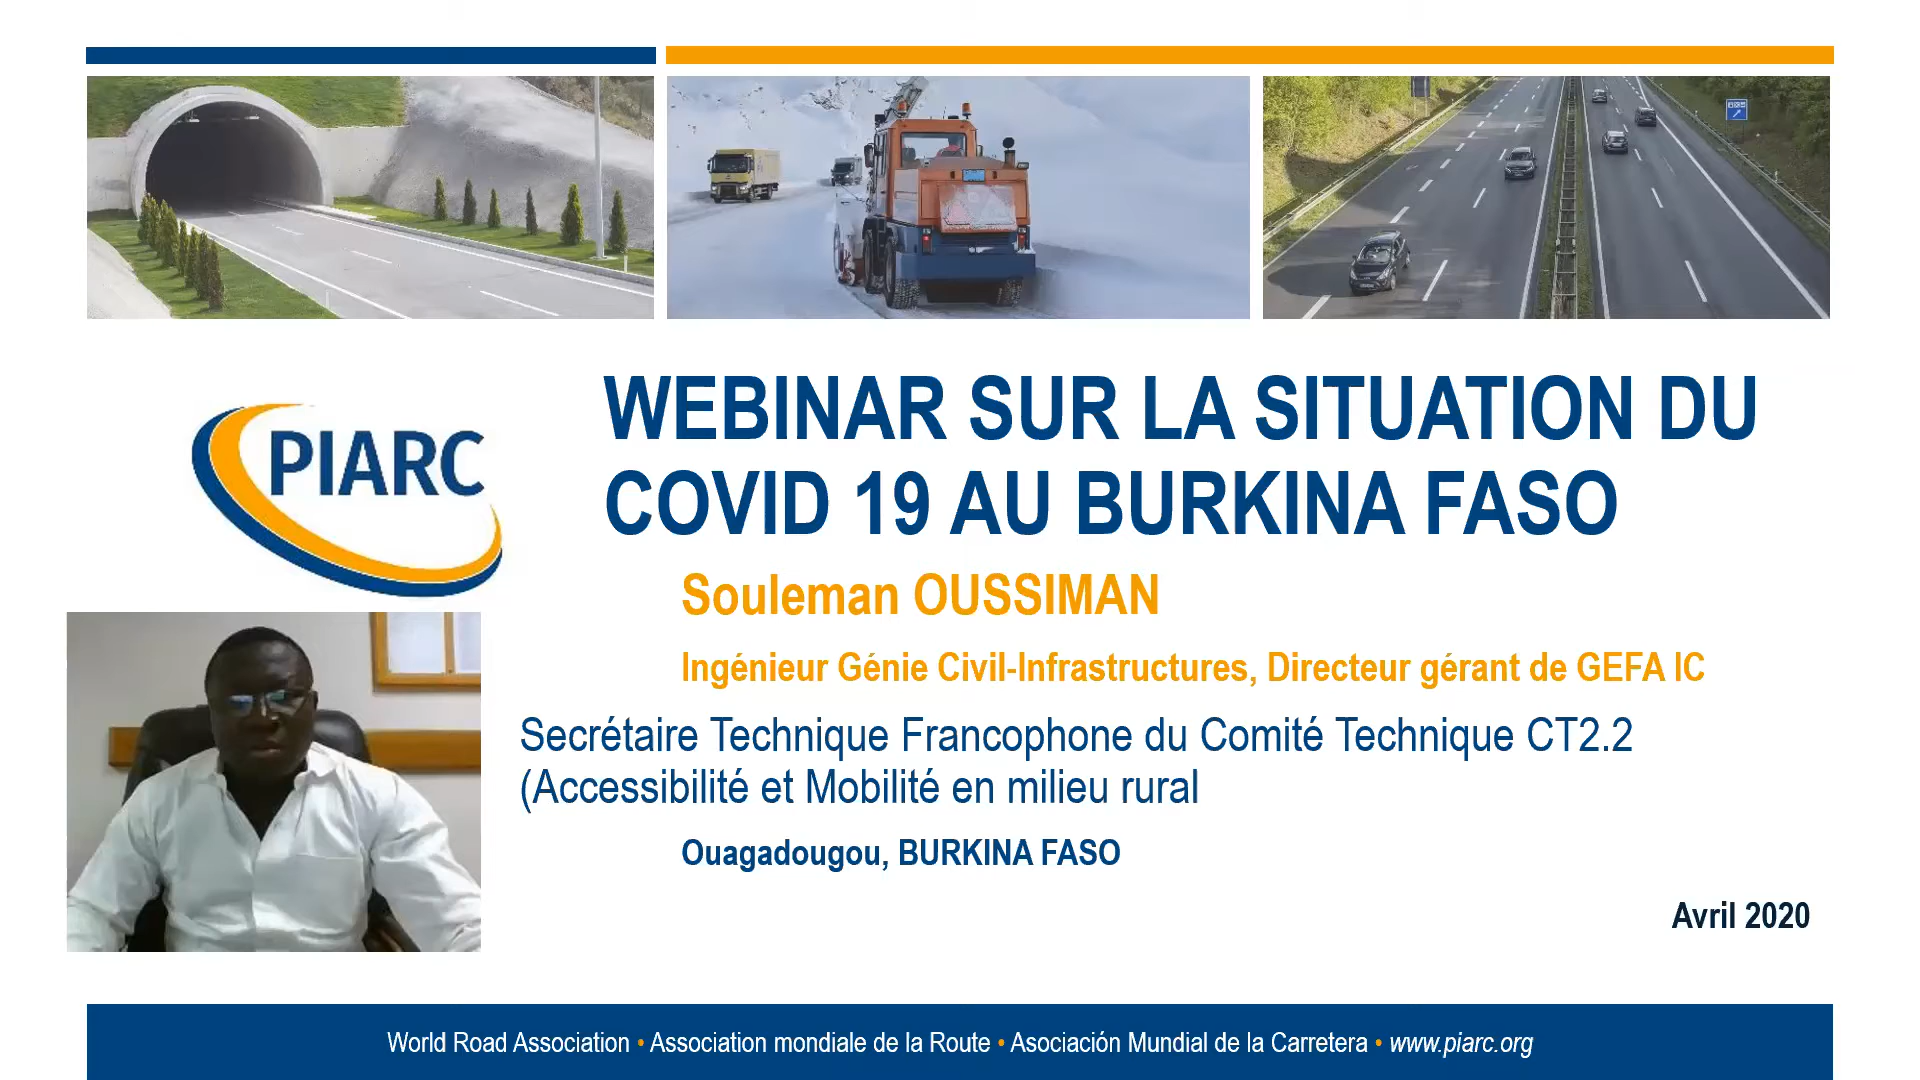 PIARC
WEBINAR SUR LA SITUATION DU
COVID 19 AU BURKINA FASO
Souleman OUSSIMAN
Ingénieur Génie Civil-Infrastructures, Directeur gérant de GEFA IC
Secrétaire Technique Francophone du Comité Technique CT2.2
(Accessibilité et Mobilité en milieu rural
Ouagadougou, BURKINA FASO
Avril 2020
World Road Association • Association mondiale de la Route • Asociación Mundial de la Carretera • www.piarc.org